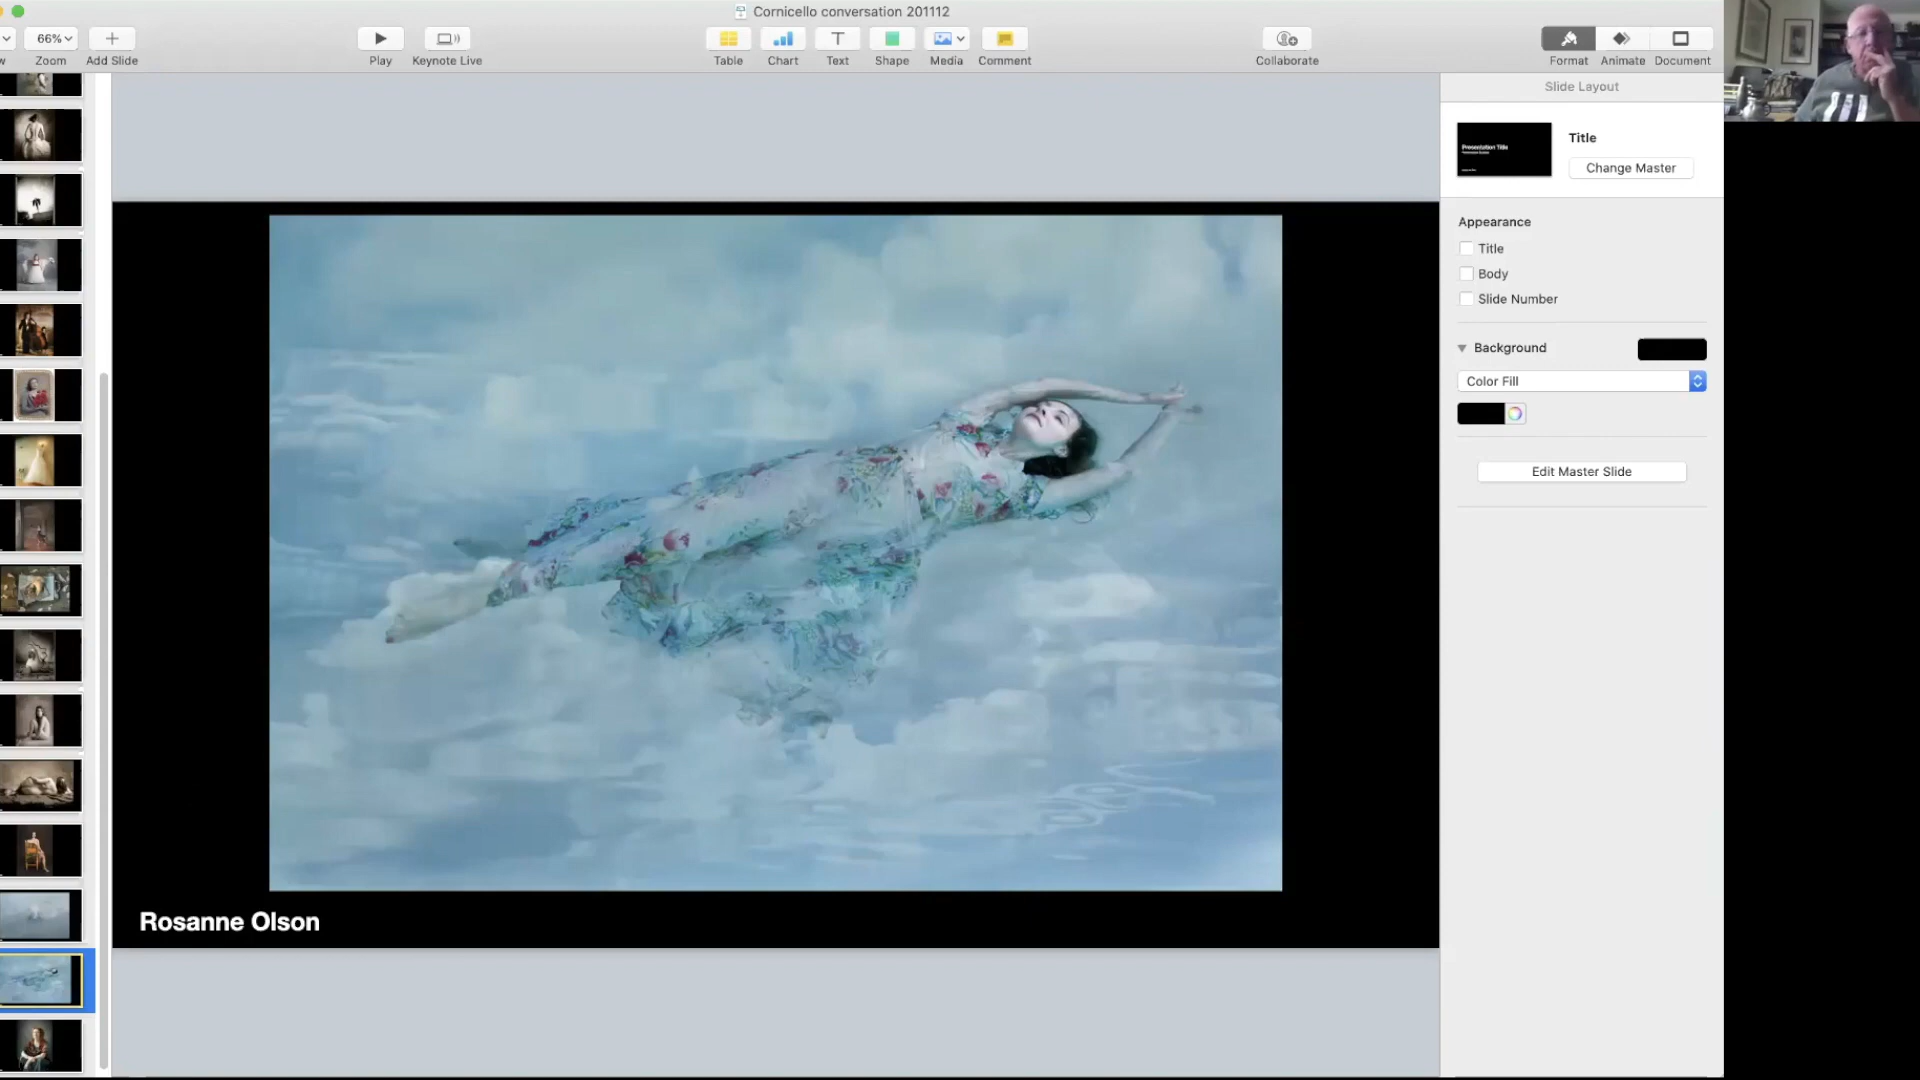 Cornicello conversation 201112
66%
Zoom
Add Slide
Play
Keynote Live
Table
Chart
Text
Shape
Media
Comment
Collaborate
Format
Animate
Document
Slide Layout
Presentation Title
Title
Change Master
Appearance
Title
Body
Slide Number
Background
Color Fill
Edit Master Slide
Rosanne Olson